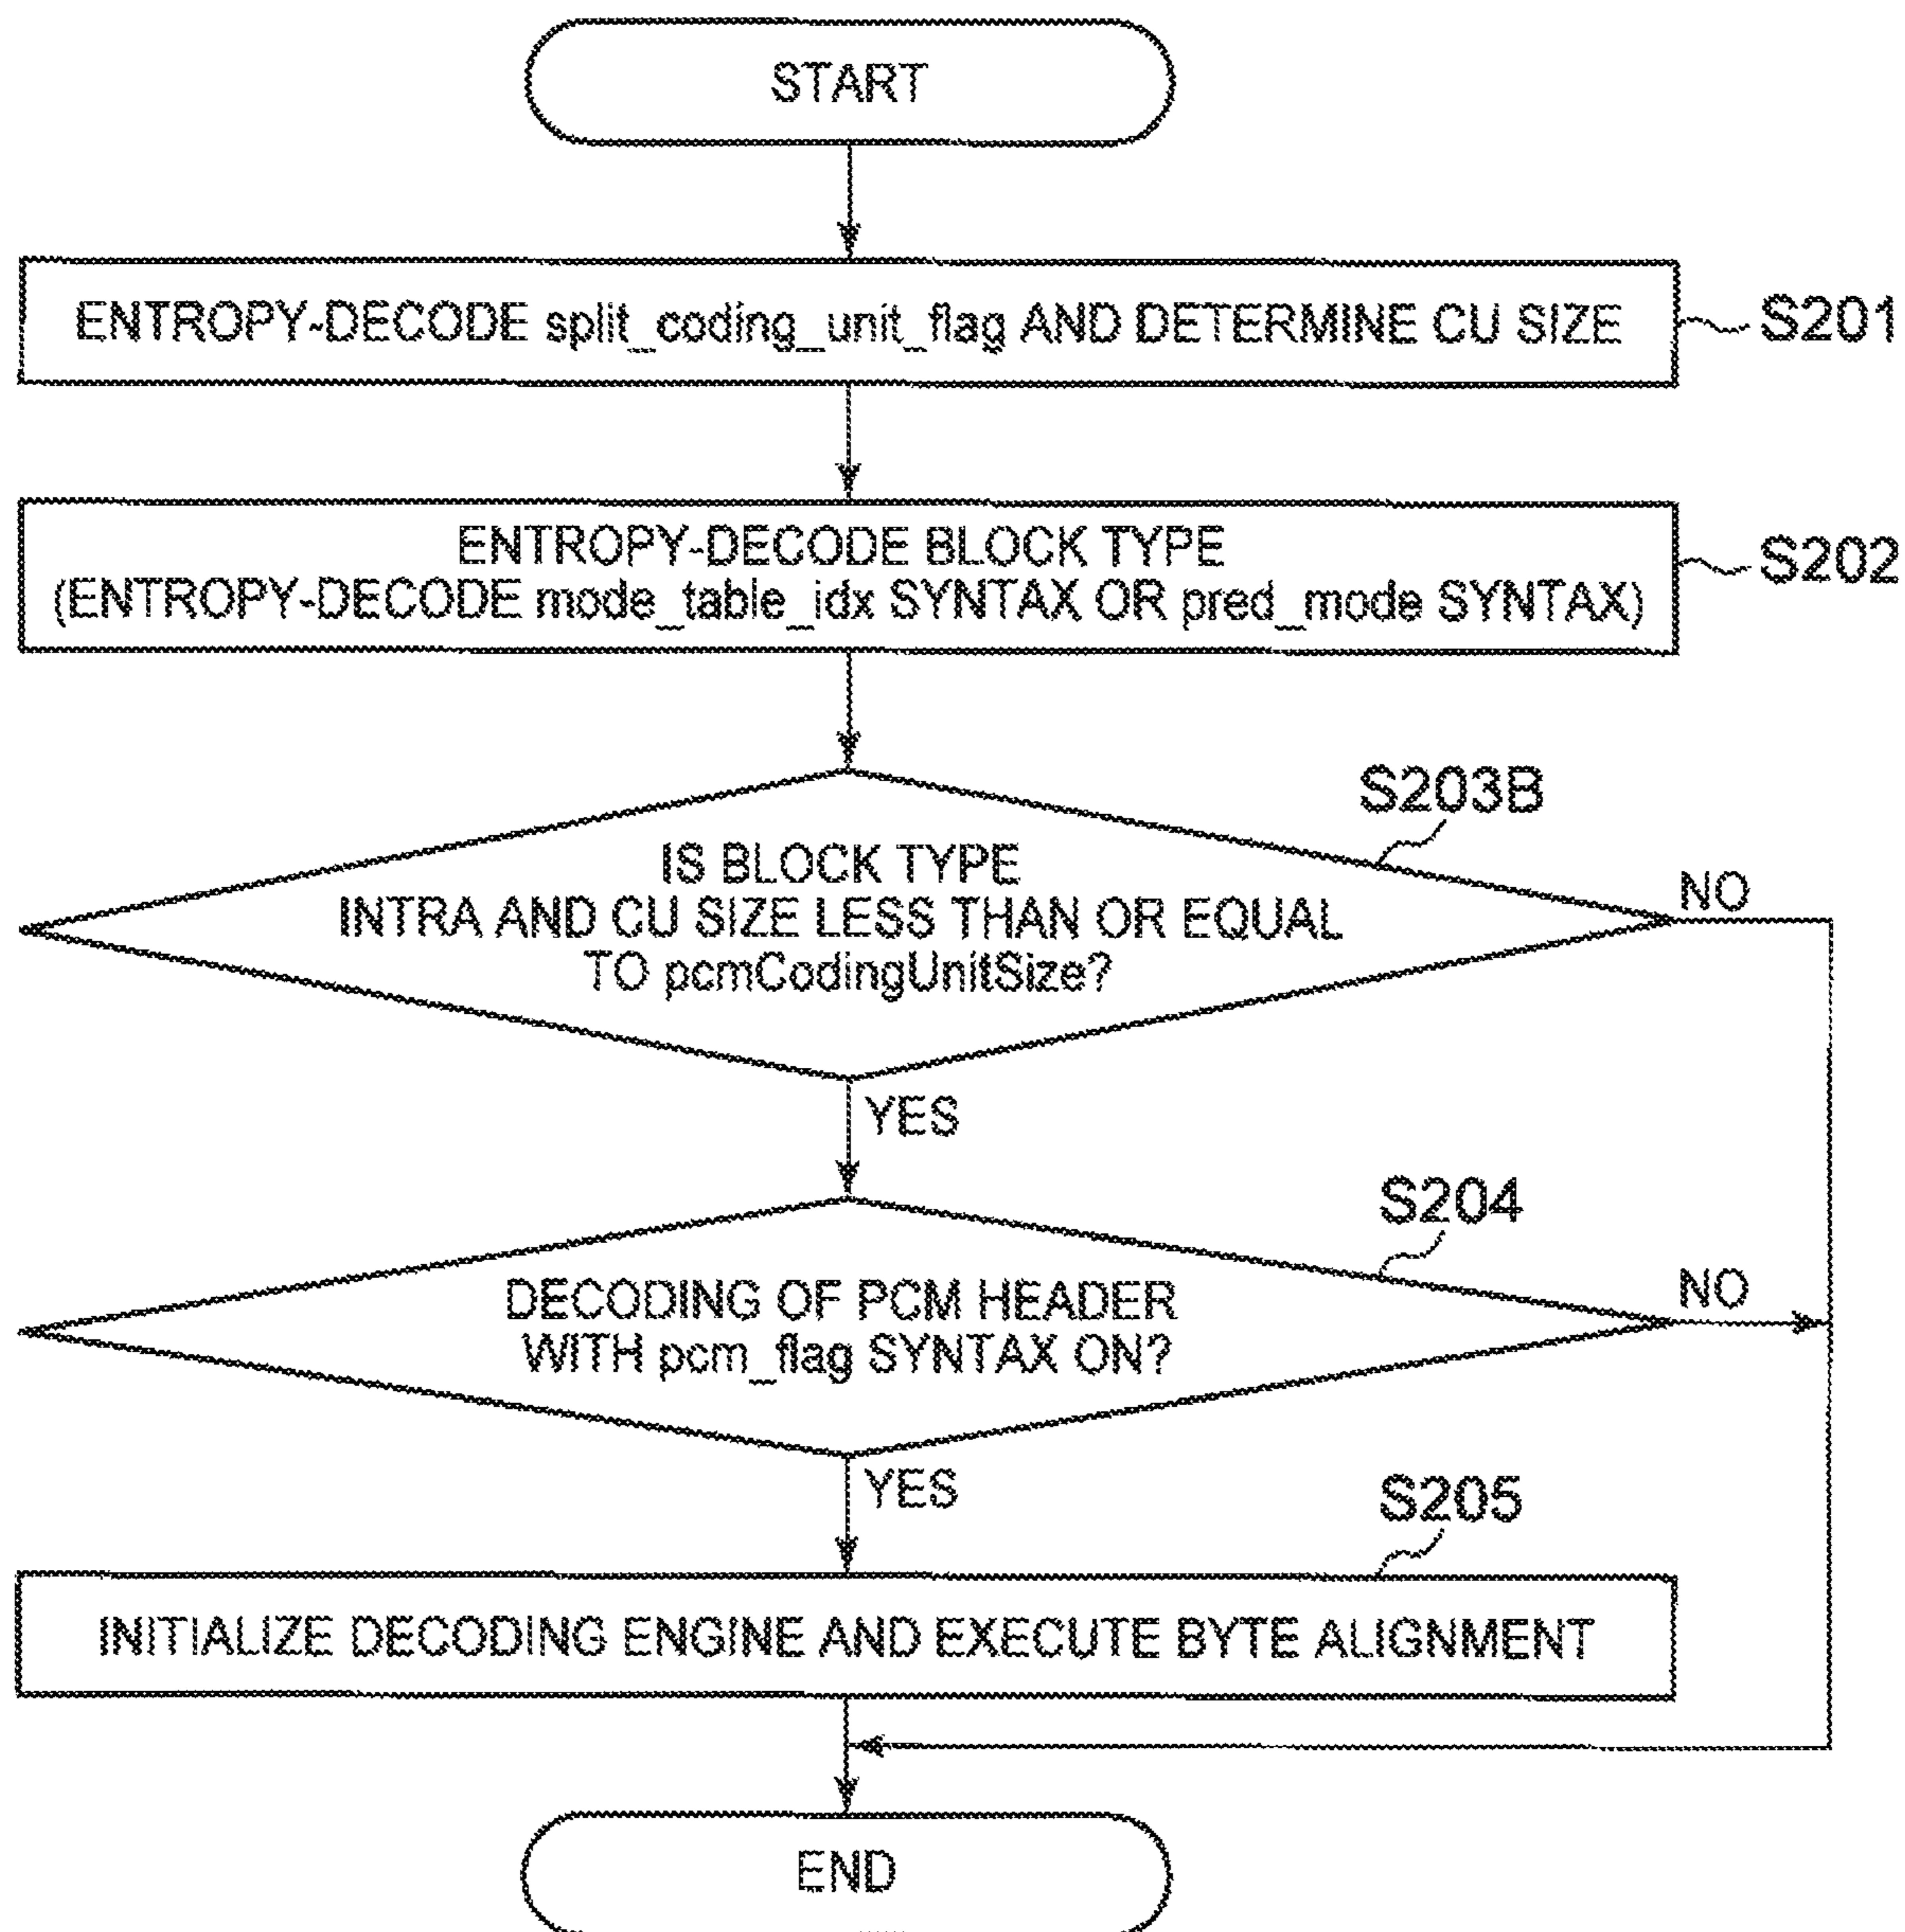 START
ENTROPY-DECODE split_coding_unit_flag AND DETERMINE CU SIZE
S201
ENTROPY-DECODE BLOCK TYPE
(ENTROPY-DECODE mode_table_idx SYNTAX OR pred_mode SYNTAX)
S202
S203B
IS BLOCK TYPE
INTRA AND CU SIZE LESS THAN OR EQUAL
TO pcmCodingUnitSize?
NO
YES
S204
DECODING OF PCM HEADER
WITH pcm_flag SYNTAX ON?
NO
YES
S205
INITIALIZE DECODING ENGINE AND EXECUTE BYTE ALIGNMENT
END